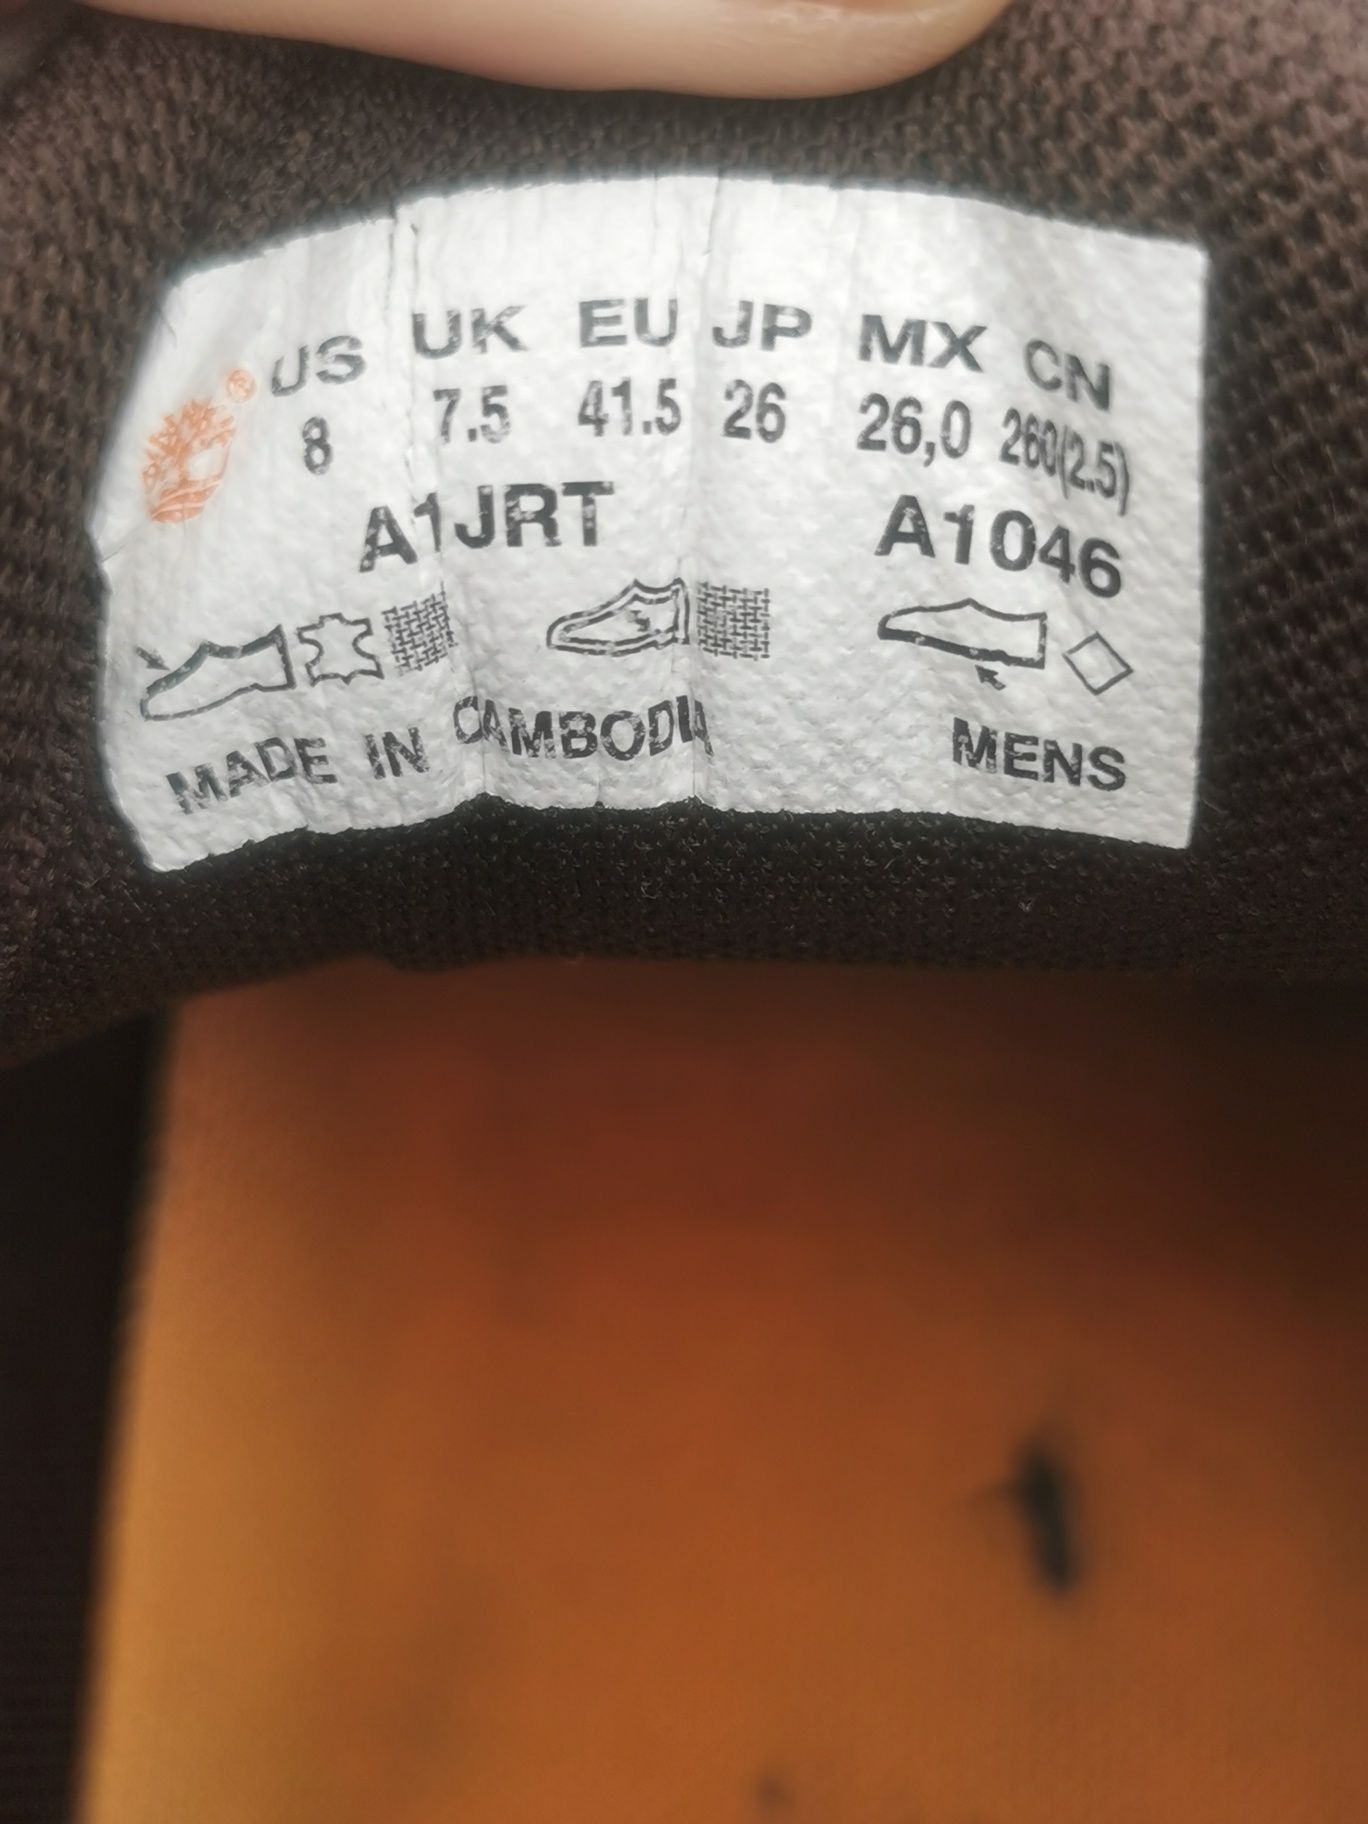 US UK EU JP MX CN
8 7.5 41.5 26 26,0 260(2.5)
A1JRT A1046
MADE IN CAMBODIA MENS